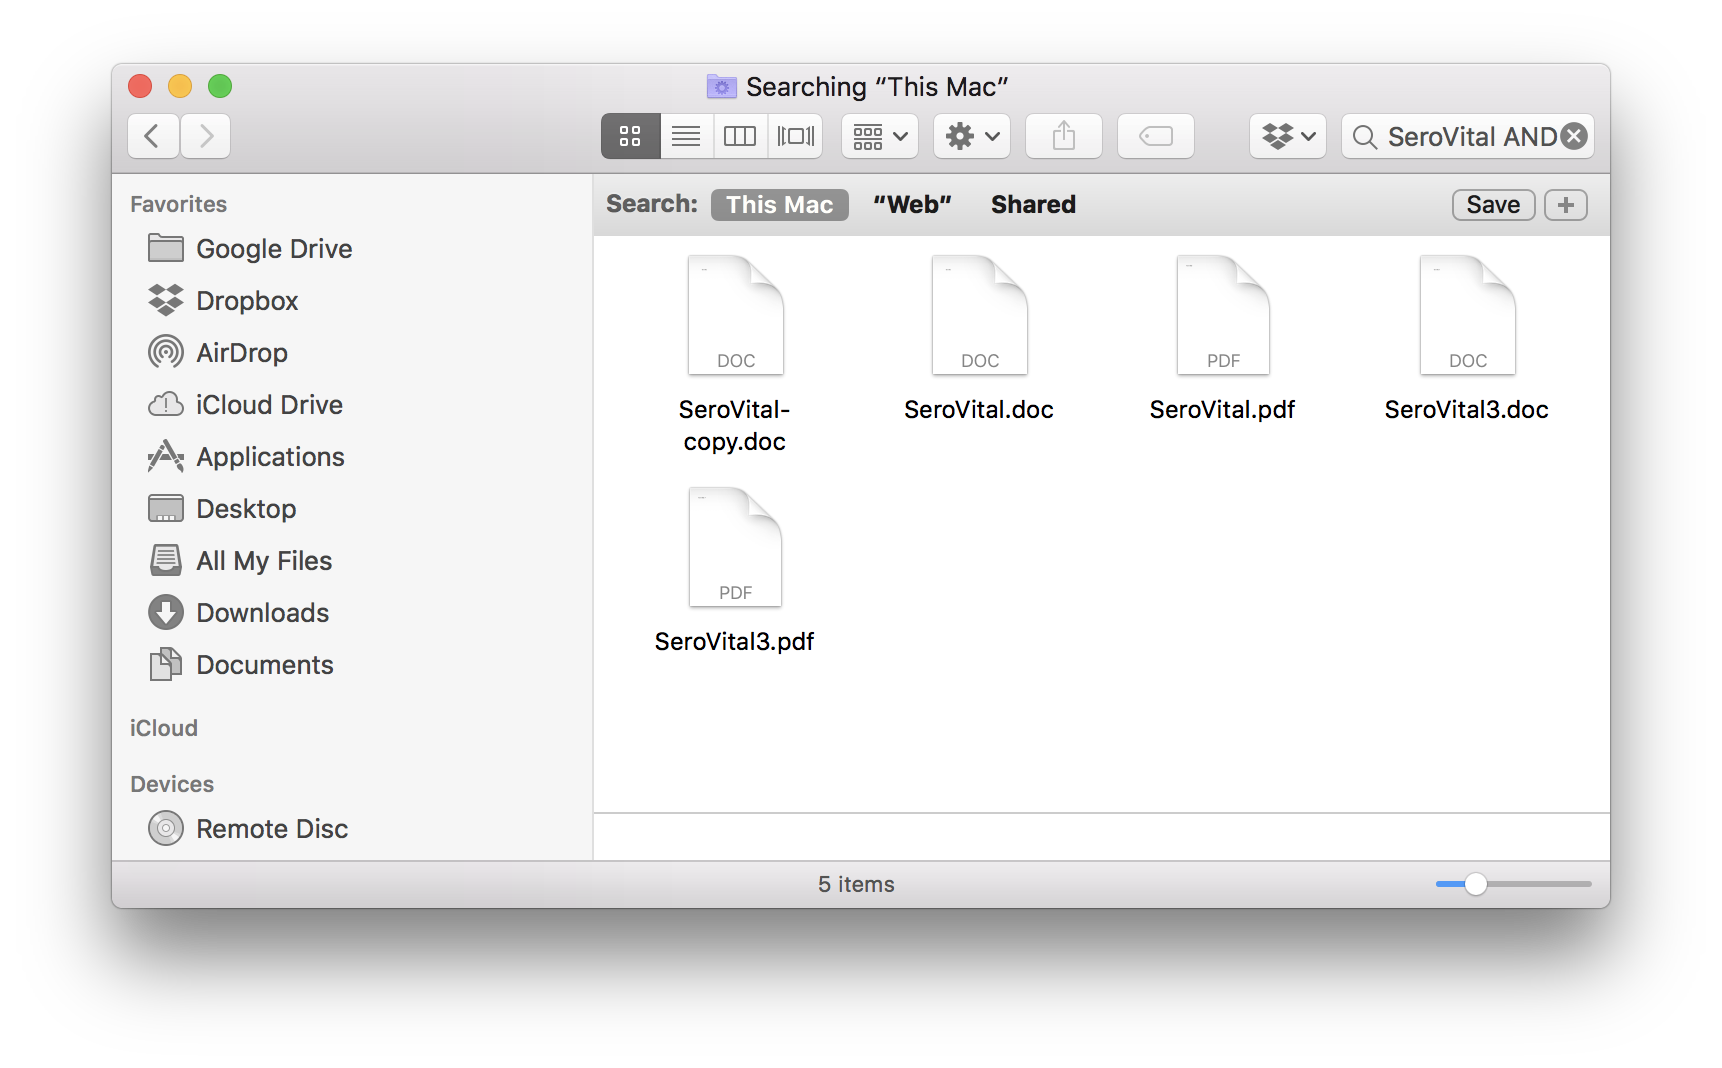 Searching “This Mac”
SeroVital AND
Favorites
Google Drive
Dropbox
AirDrop
iCloud Drive
Applications
Desktop
All My Files
Downloads
Documents
iCloud
Devices
Remote Disc
Search: This Mac “Web” Shared Save +
DOC
SeroVital-
copy.doc
DOC
SeroVital.doc
PDF
SeroVital.pdf
DOC
SeroVital3.doc
PDF
SeroVital3.pdf
5 items